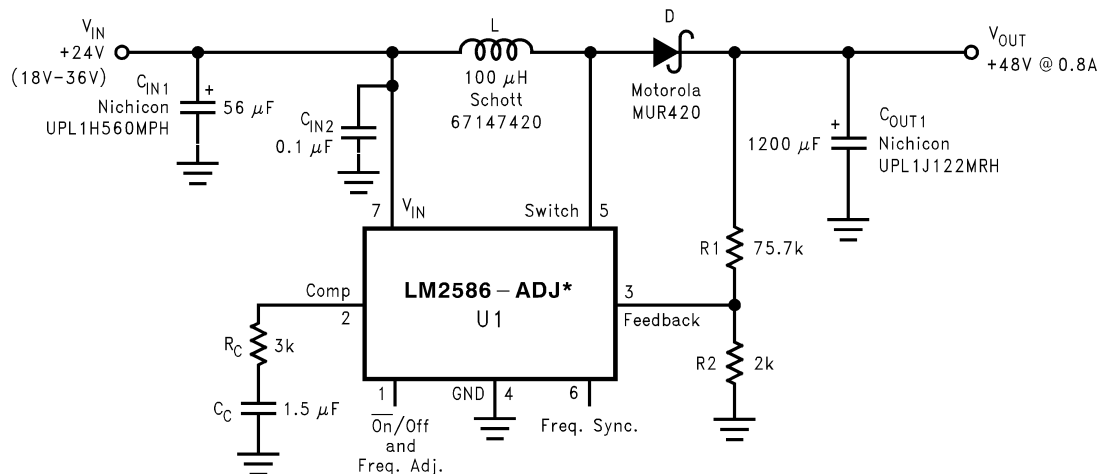 V_IN
+24V
(18V-36V)
C_IN1
Nichicon
UPL1H560MPH
+
56 μF
C_IN2
0.1 μF
L
100 μH
Schott
67147420
D
Motorola
MUR420
V_OUT
+48V @ 0.8A
+
1200 μF
C_OUT1
Nichicon
UPL1J122MRH
7
V_IN
Switch
5
R1
75.7k
LM2586-ADJ*
U1
Comp
2
3
Feedback
R_C
3k
R2
2k
C_C
1.5 μF
1
GND
4
6
O̅n̅/Off
and
Freq. Adj.
Freq. Sync.